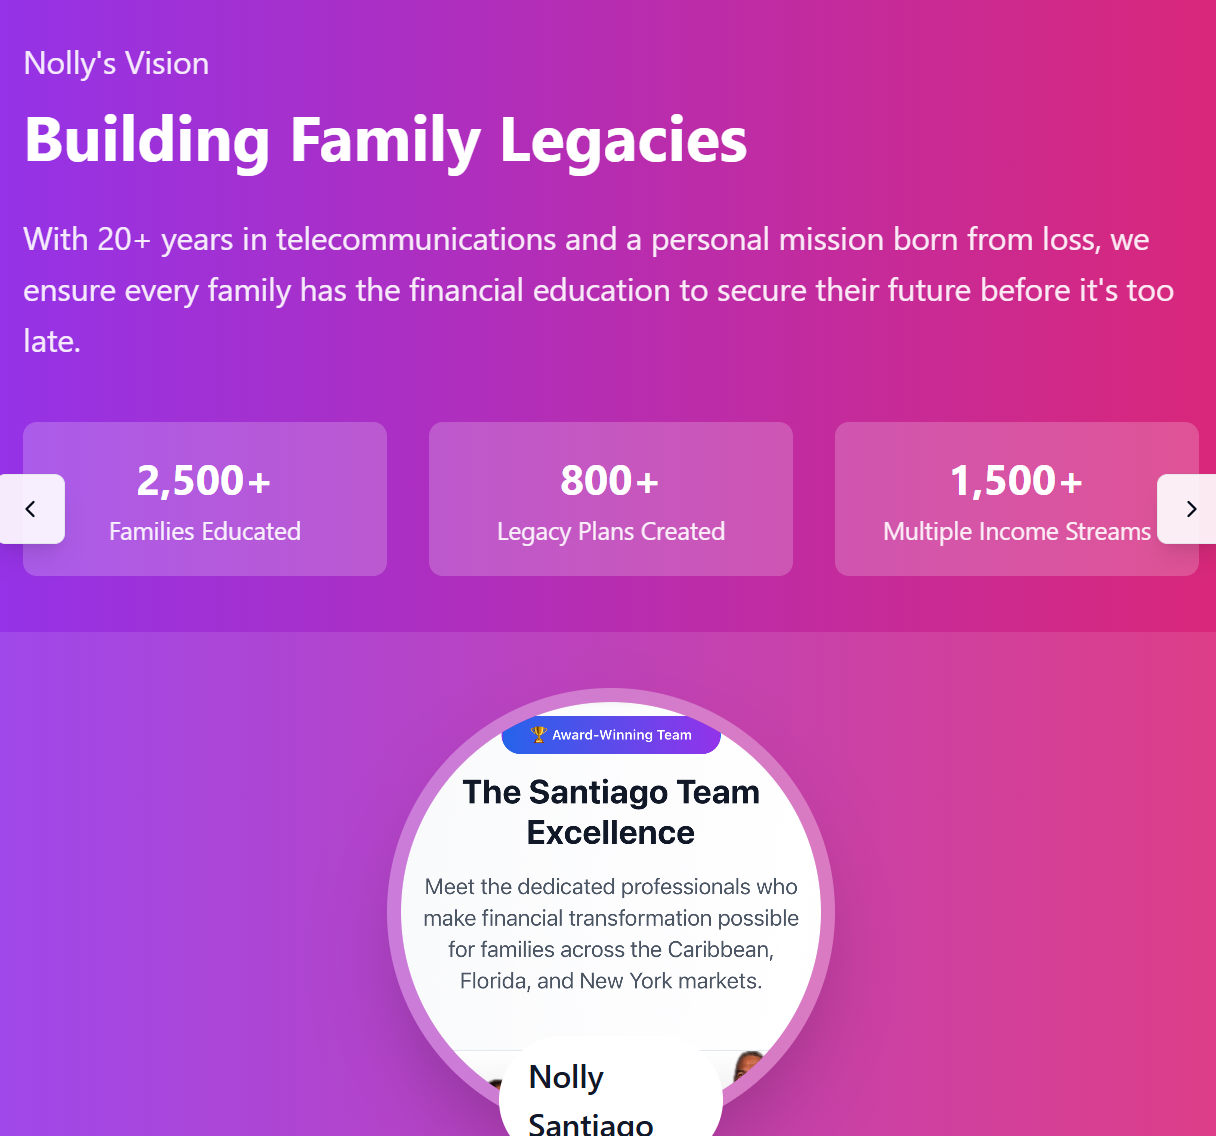 Nolly's Vision
Building Family Legacies
With 20+ years in telecommunications and a personal mission born from loss, we
ensure every family has the financial education to secure their future before it's too
late.
2,500+
Families Educated
800+
Legacy Plans Created
1,500+
Multiple Income Streams
🏆 Award-Winning Team
The Santiago Team
Excellence
Meet the dedicated professionals who
make financial transformation possible
for families across the Caribbean,
Florida, and New York markets.
Nolly
Santiago